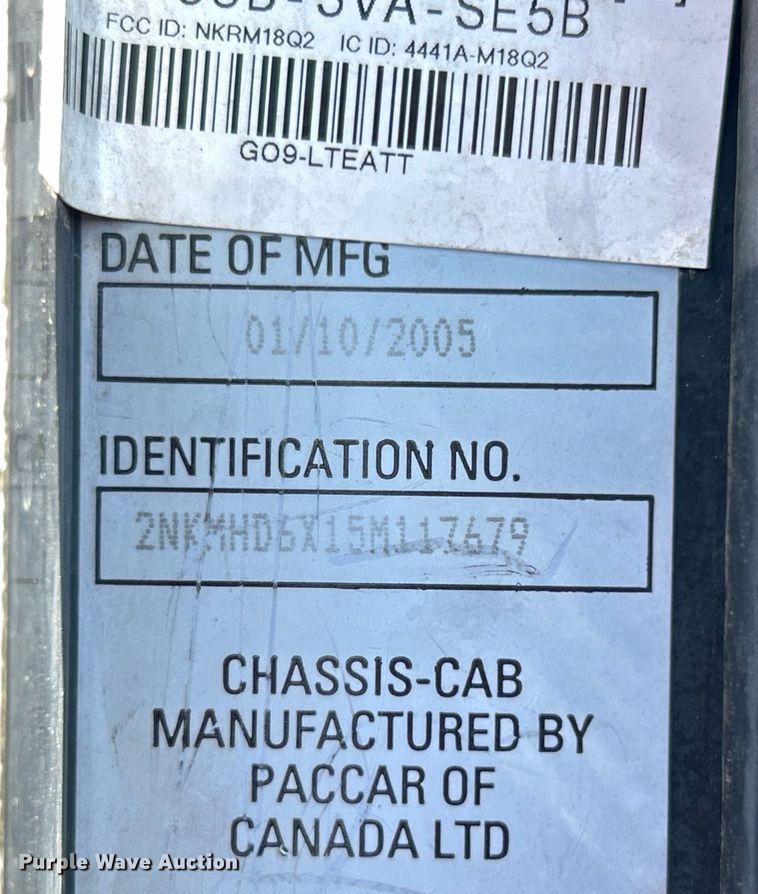 FCC ID: NKRM18Q2 IC ID: 4441A-M18Q2
GO9-LTEATT
DATE OF MFG
01/10/2005
IDENTIFICATION NO.
2NKMHD6X15M117679
CHASSIS-CAB
MANUFACTURED BY
PACCAR OF
CANADA LTD
Purple Wave Auction